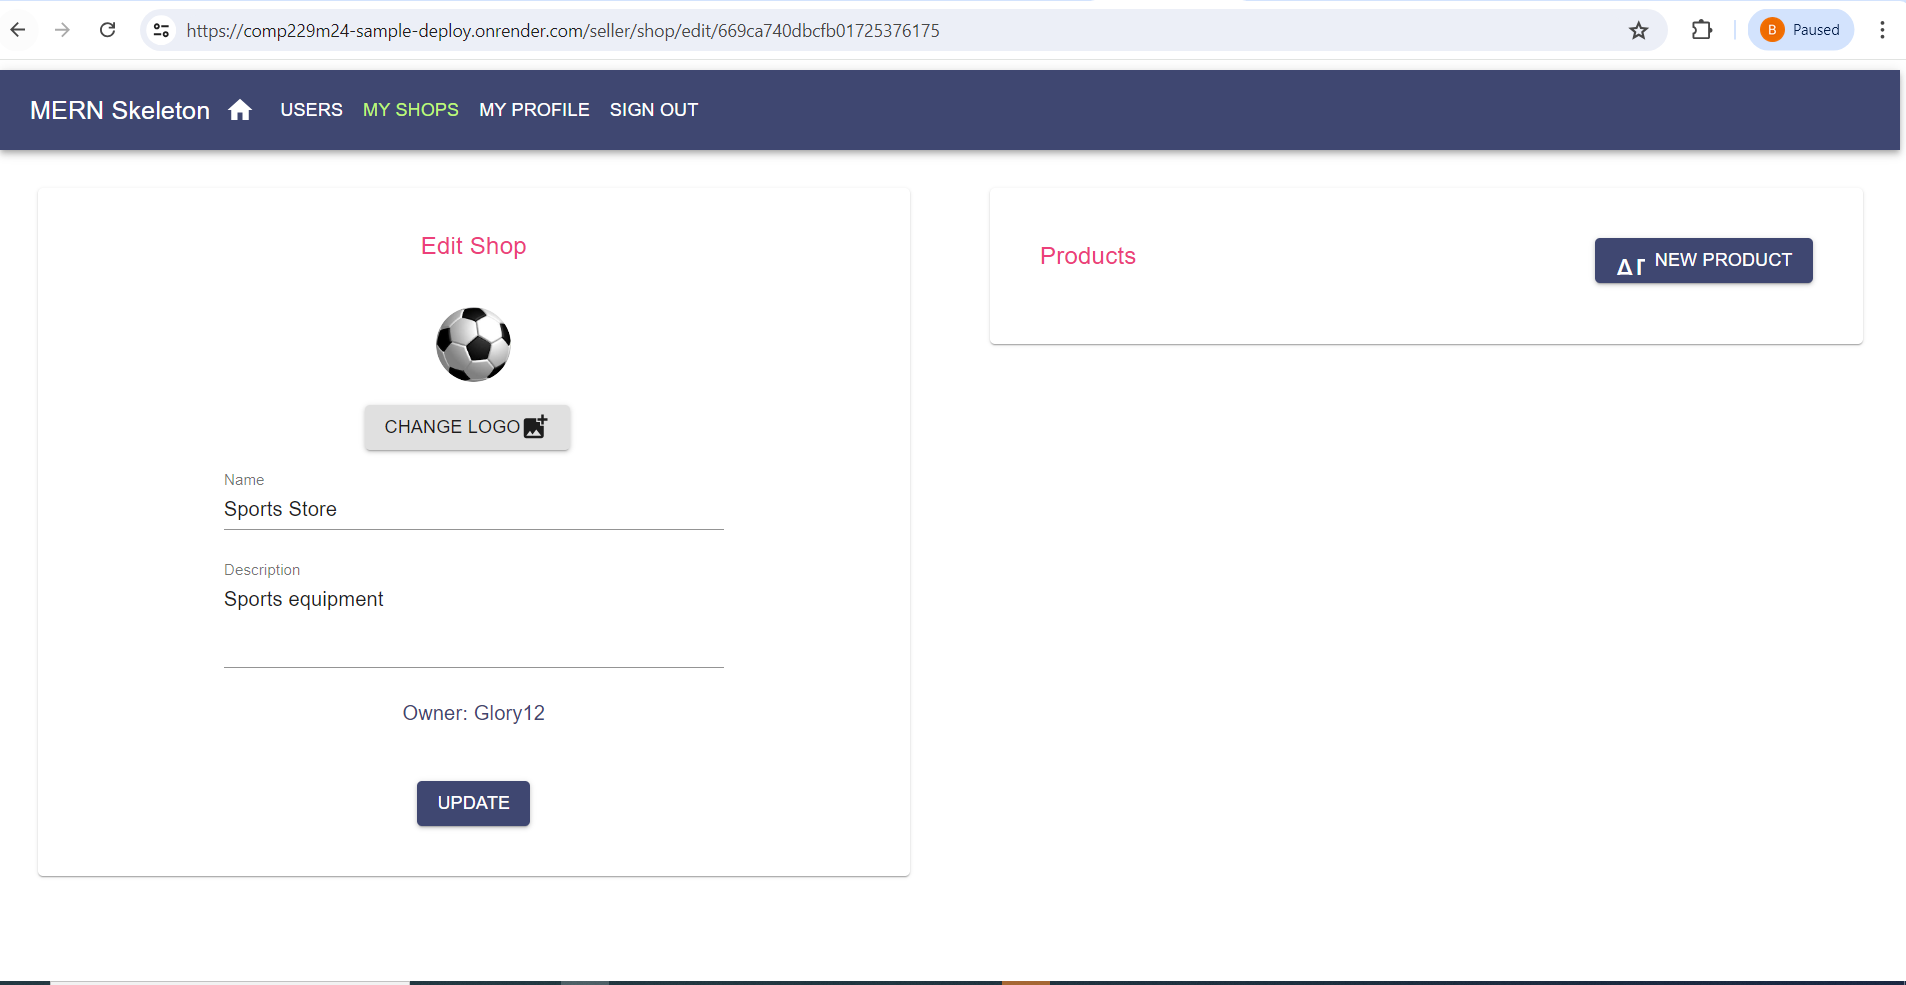 https://comp229m24-sample-deploy.onrender.com/seller/shop/edit/669ca740dbcfb01725376175
B Paused
MERN Skeleton USERS MY SHOPS MY PROFILE SIGN OUT
Edit Shop
CHANGE LOGO
Name
Sports Store
Description
Sports equipment
Owner: Glory12
UPDATE
Products
NEW PRODUCT